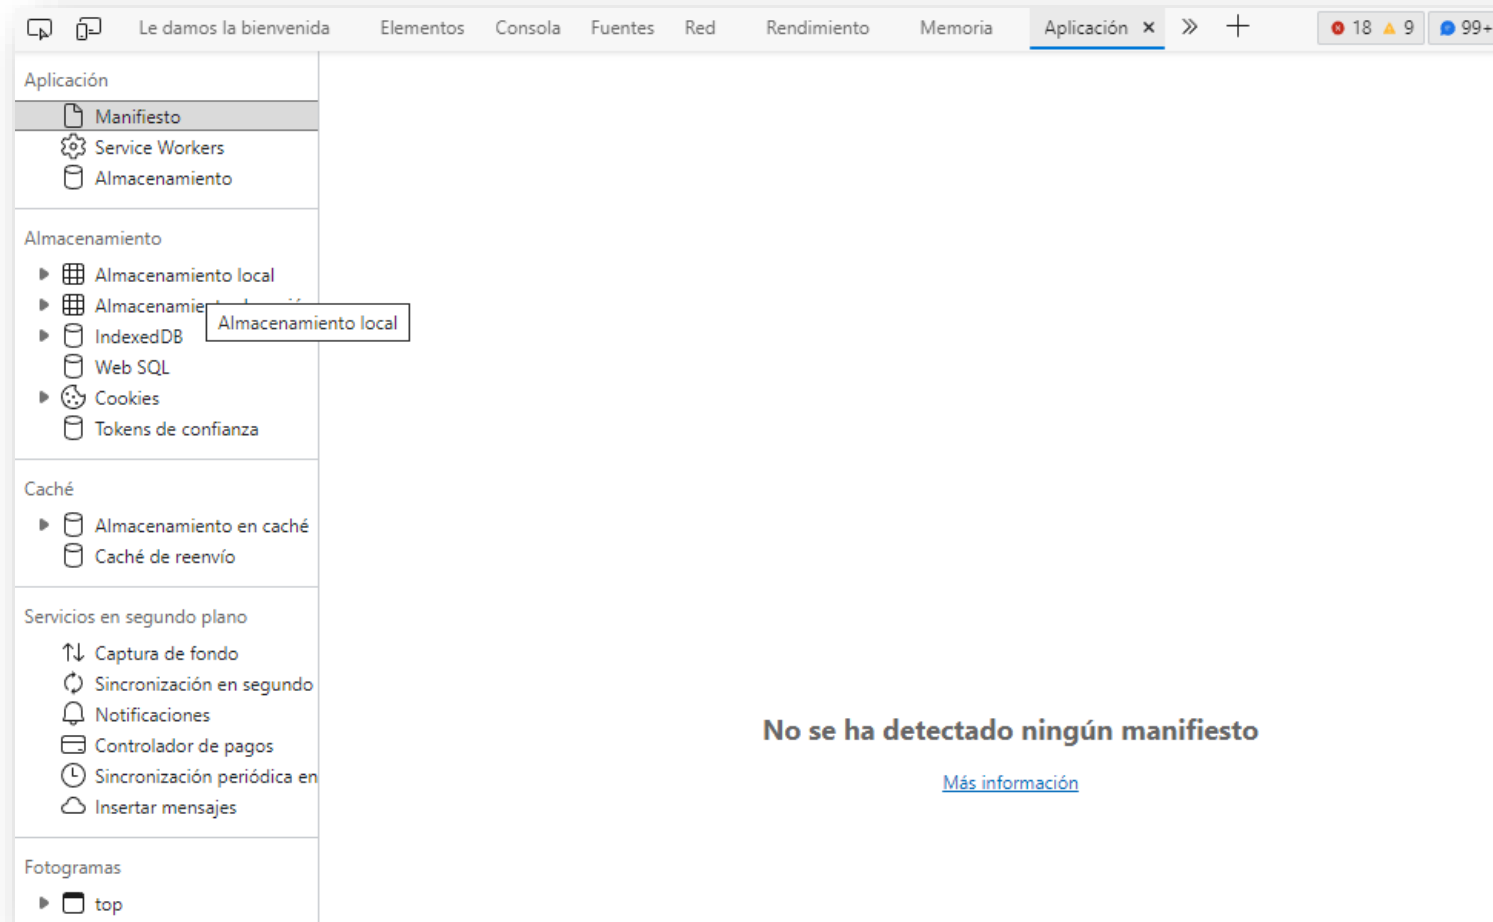 Le damos la bienvenida Elementos Consola Fuentes Red Rendimiento Memoria Aplicación × » + 18 9 99+
Aplicación
Manifiesto
Service Workers
Almacenamiento
Almacenamiento
Almacenamiento local
Almacenamie
Almacenamiento local
IndexedDB
Web SQL
Cookies
Tokens de confianza
Caché
Almacenamiento en caché
Caché de reenvío
Servicios en segundo plano
Captura de fondo
Sincronización en segundo
Notificaciones
Controlador de pagos
Sincronización periódica en
Insertar mensajes
Fotogramas
top
No se ha detectado ningún manifiesto
Más información